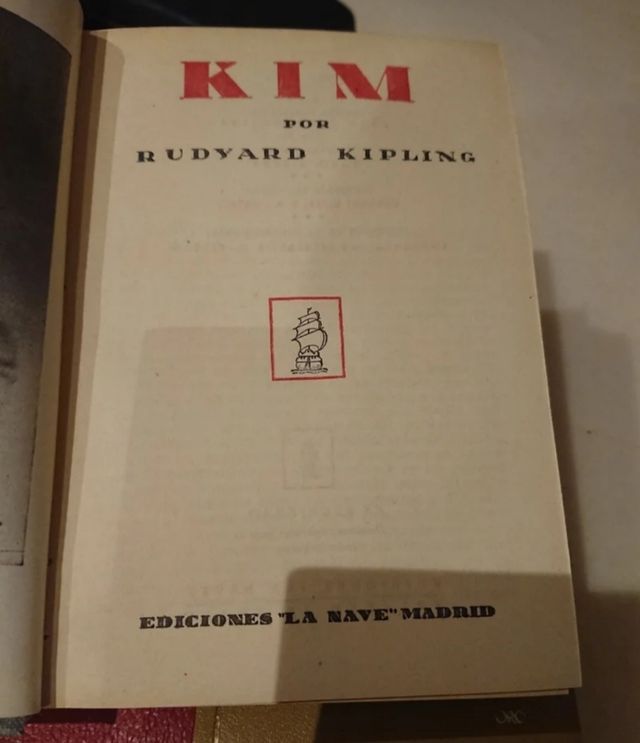 KIM
POR
RUDYARD KIPLING
EDICIONES "LA NAVE" MADRID